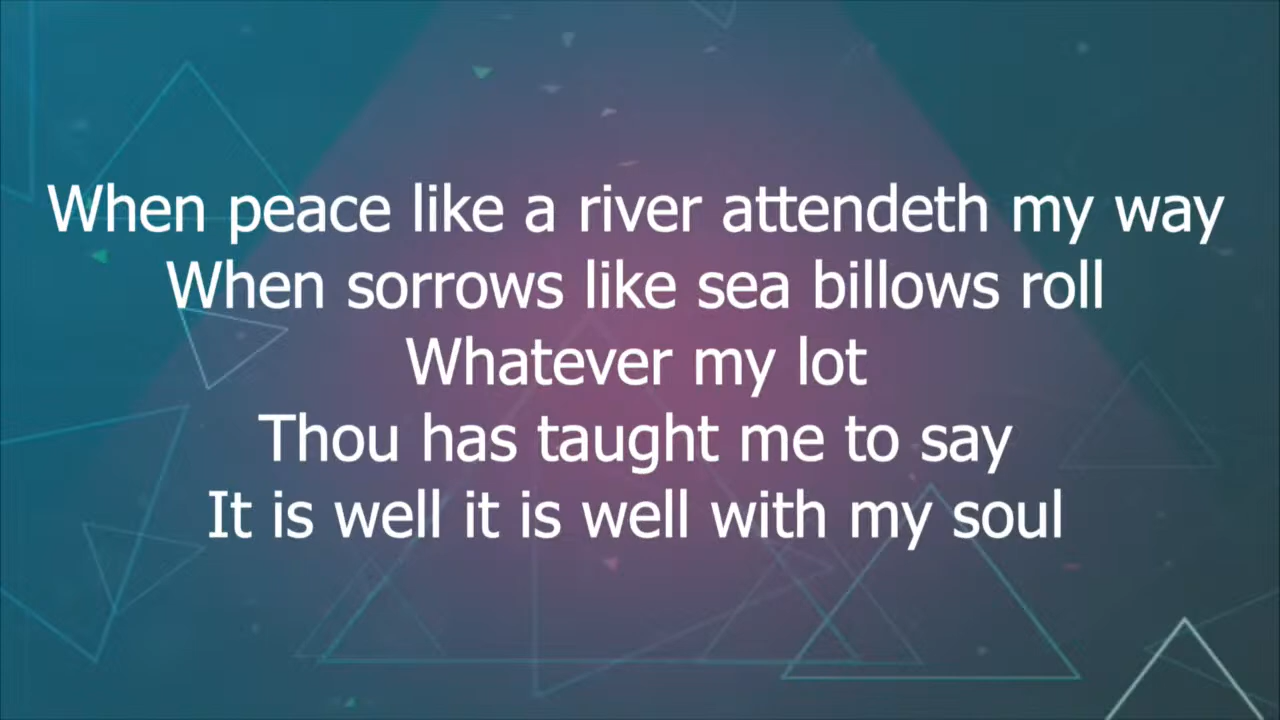 When peace like a river attendeth my way
When sorrows like sea billows roll
Whatever my lot
Thou has taught me to say
It is well it is well with my soul